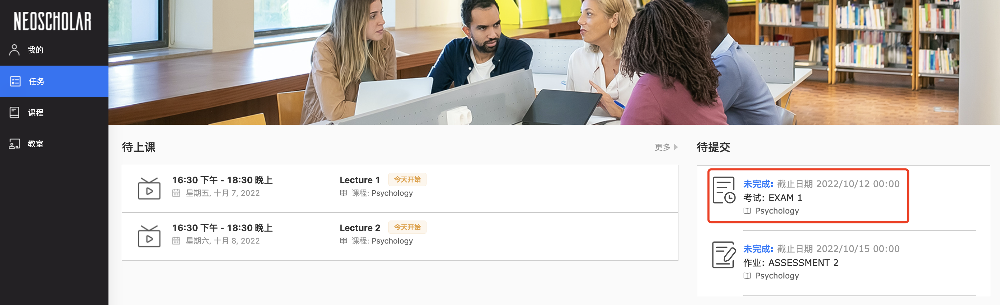 NEOSCHOLAR
我的
任务
课程
教室
待上课
更多
16:30 下午 - 18:30 晚上
星期五, 十月 7, 2022
Lecture 1 今天开始
课程: Psychology
16:30 下午 - 18:30 晚上
星期六, 十月 8, 2022
Lecture 2 今天开始
课程: Psychology
待提交
未完成: 截止日期 2022/10/12 00:00
考试: EXAM 1
Psychology
未完成: 截止日期 2022/10/15 00:00
作业: ASSESSMENT 2
Psychology